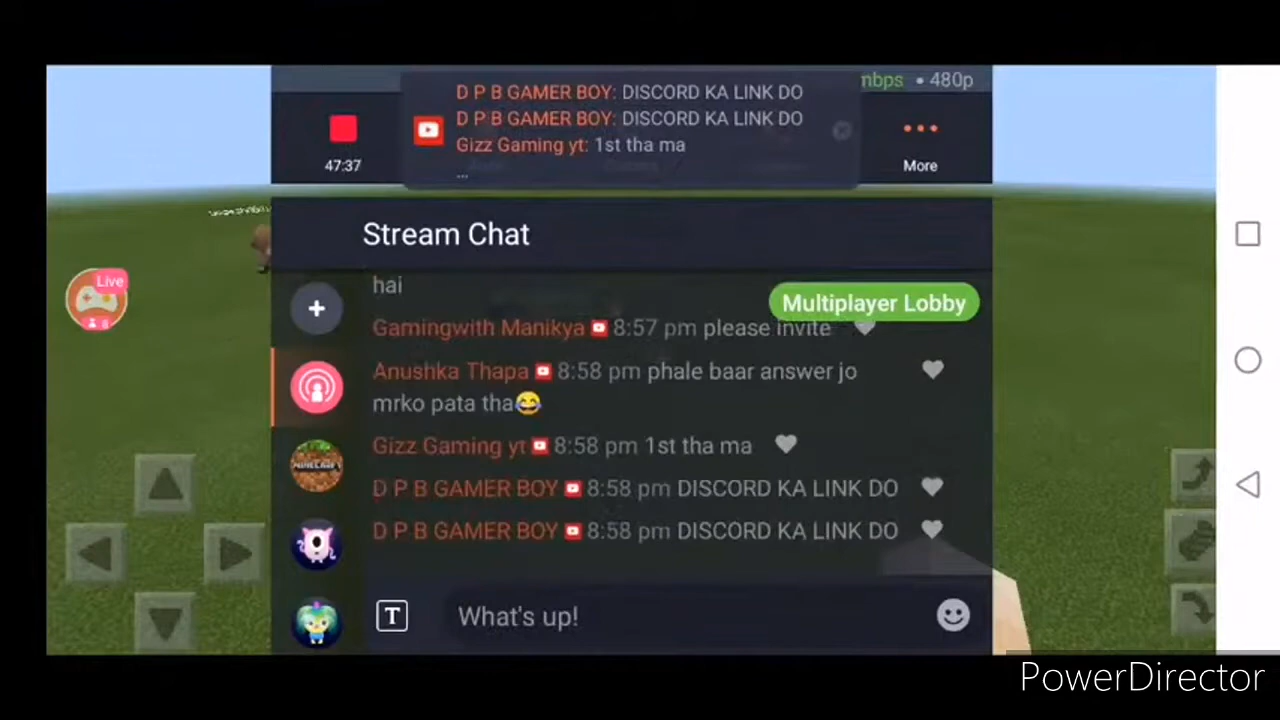 mbps • 480p
D P B GAMER BOY: DISCORD KA LINK DO
D P B GAMER BOY: DISCORD KA LINK DO
Gizz Gaming yt: 1st tha ma
...
47:37
More
Stream Chat
Live
8
hai
Multiplayer Lobby
Gamingwith Manikya 8:57 pm please invite
Anushka Thapa 8:58 pm phale baar answer jo
mrko pata tha😂
Gizz Gaming yt 8:58 pm 1st tha ma
MINECRAFT
D P B GAMER BOY 8:58 pm DISCORD KA LINK DO
D P B GAMER BOY 8:58 pm DISCORD KA LINK DO
T What's up!
PowerDirector